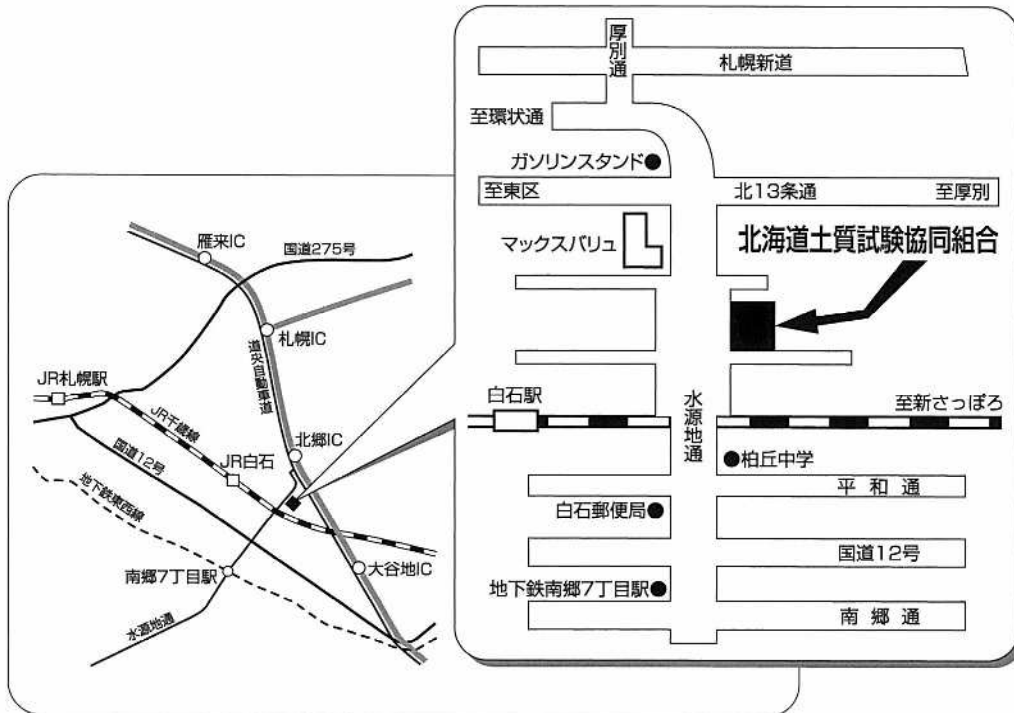 厚別通
札幌新道
至環状通
ガソリンスタンド
至東区
北13条通
至厚別
マックスバリュ
北海道土質試験協同組合
白石駅
水源地通
至新さっぽろ
柏丘中学
平和通
白石郵便局
国道12号
地下鉄南郷7丁目駅
南郷通
雁来IC
国道275号
札幌IC
道央自動車道
JR札幌駅
JR千歳線
北郷IC
国道12号
JR白石
地下鉄東西線
南郷7丁目駅
大谷地IC
水源地通